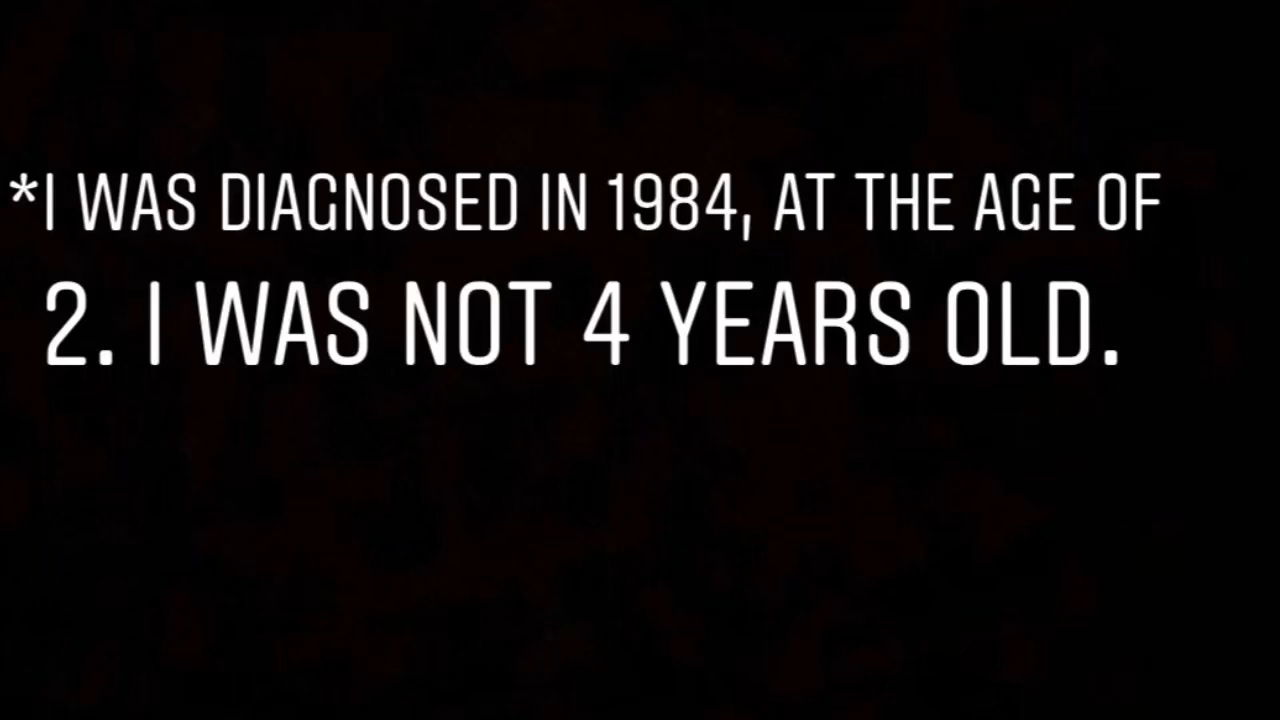 *I WAS DIAGNOSED IN 1984, AT THE AGE OF
2. I WAS NOT 4 YEARS OLD.